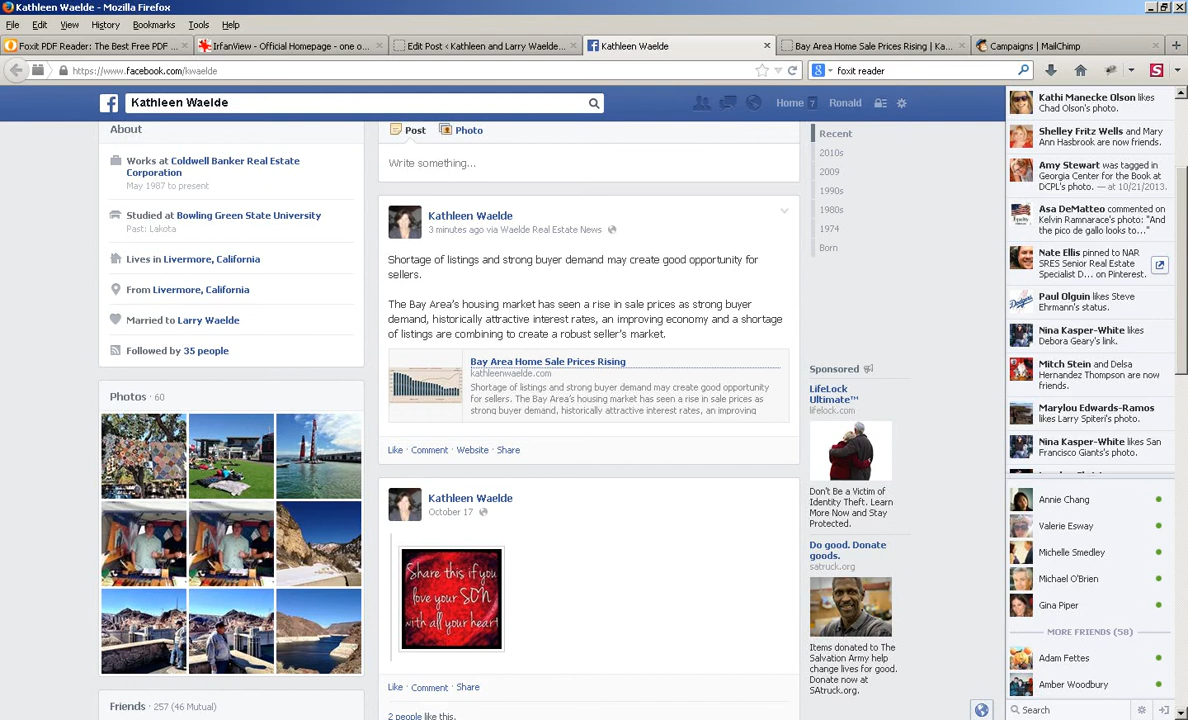 Kathleen Waelde - Mozilla Firefox
File Edit View History Bookmarks Tools Help
Foxit PDF Reader: The Best Free PDF ... ×
IrfanView - Official Homepage - one o... ×
Edit Post ‹ Kathleen and Larry Waelde... ×
Kathleen Waelde ×
Bay Area Home Sale Prices Rising | Ka... ×
Campaigns | MailChimp ×
https://www.facebook.com/kwaelde
foxit reader
Kathleen Waelde
Home 7 Ronald
About
Works at Coldwell Banker Real Estate
Corporation
May 1987 to present
Studied at Bowling Green State University
Past: Lakota
Lives in Livermore, California
From Livermore, California
Married to Larry Waelde
Followed by 35 people
Photos · 60
Friends · 257 (46 Mutual)
Post Photo
Write something...
Kathleen Waelde
3 minutes ago via Waelde Real Estate News
Shortage of listings and strong buyer demand may create good opportunity for
sellers.
The Bay Area's housing market has seen a rise in sale prices as strong buyer
demand, historically attractive interest rates, an improving economy and a shortage
of listings are combining to create a robust seller's market.
Bay Area Home Sale Prices Rising
kathleenwaelde.com
Shortage of listings and strong buyer demand may create good opportunity
for sellers. The Bay Area's housing market has seen a rise in sale prices as
strong buyer demand, historically attractive interest rates, an improving
Like · Comment · Website · Share
Kathleen Waelde
October 17
Share this if you
love your SON
with all your heart
Like · Comment · Share
2 people like this.
Recent
2010s
2009
1990s
1980s
1974
Born
Sponsored
LifeLock
Ultimate™
lifelock.com
Don't Be a Victim of
Identity Theft. Learn
More Now and Stay
Protected.
Do good. Donate
goods.
satruck.org
Items donated to The
Salvation Army help
change lives for good.
Donate now at
SAtruck.org.
Kathi Manecke Olson likes
Chad Olson's photo.
Shelley Fritz Wells and Mary
Ann Hasbrook are now friends.
Amy Stewart was tagged in
Georgia Center for the Book at
DCPL's photo. — at 10/21/2013.
Asa DeMatteo commented on
Kelvin Ramnarace's photo: "And
the pico de gallo looks to..."
Nate Ellis pinned to NAR
SRES Senior Real Estate
Specialist D... on Pinterest.
Paul Olguin likes Steve
Ehrmann's status.
Nina Kasper-White likes
Debora Geary's link.
Mitch Stein and Delsa
Hernandez Thompson are now
friends.
Marylou Edwards-Ramos
likes Larry Spiteri's photo.
Nina Kasper-White likes San
Francisco Giants's photo.
Annie Chang
Valerie Esway
Michelle Smedley
Michael O'Brien
Gina Piper
MORE FRIENDS (58)
Adam Fettes
Amber Woodbury
Search